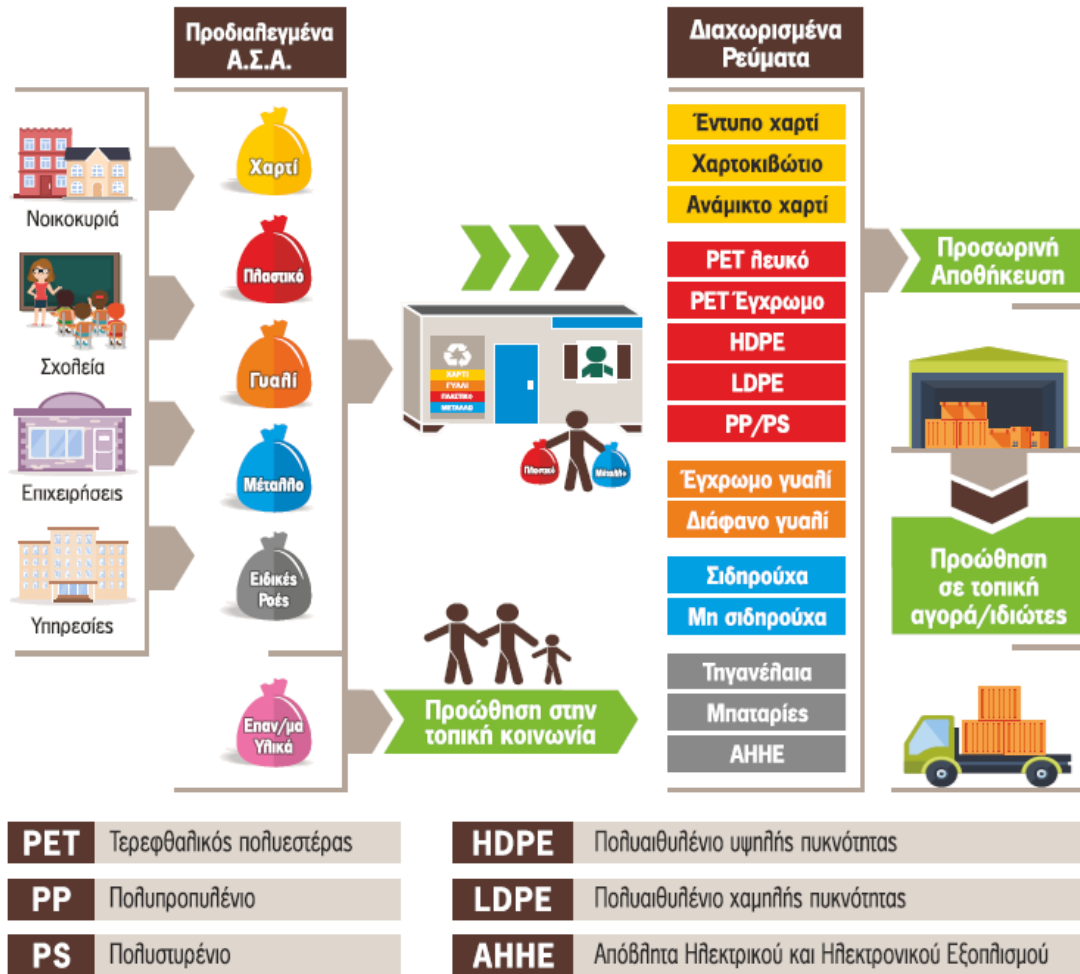 Προδιαλεγμένα
Α.Σ.Α.
Διαχωρισμένα
Ρεύματα
Νοικοκυριά
Σχολεία
Επιχειρήσεις
Υπηρεσίες
Χαρτί
Πλαστικό
Γυαλί
Μέταλλο
Ειδικές
Ροές
Επαν/μα
Υλικά
ΧΑΡΤΙ
ΓΥΑΛΙ
ΠΛΑΣΤΙΚΟ
ΜΕΤΑΛΛΟ
Πλαστικό
Μέταλλο
Προώθηση στην
τοπική κοινωνία
Έντυπο χαρτί
Χαρτοκιβώτιο
Ανάμικτο χαρτί
PET λευκό
PET Έγχρωμο
HDPE
LDPE
PP/PS
Έγχρωμο γυαλί
Διάφανο γυαλί
Σιδηρούχα
Μη σιδηρούχα
Τηγανέλαια
Μπαταρίες
ΑΗΗΕ
Προσωρινή
Αποθήκευση
Προώθηση
σε τοπική
αγορά/ιδιώτες
PET Τερεφθαλικός πολυεστέρας
PP Πολυπροπυλένιο
PS Πολυστυρένιο
HDPE Πολυαιθυλένιο υψηλής πυκνότητας
LDPE Πολυαιθυλένιο χαμηλής πυκνότητας
ΑΗΗΕ Απόβλητα Ηλεκτρικού και Ηλεκτρονικού Εξοπλισμού